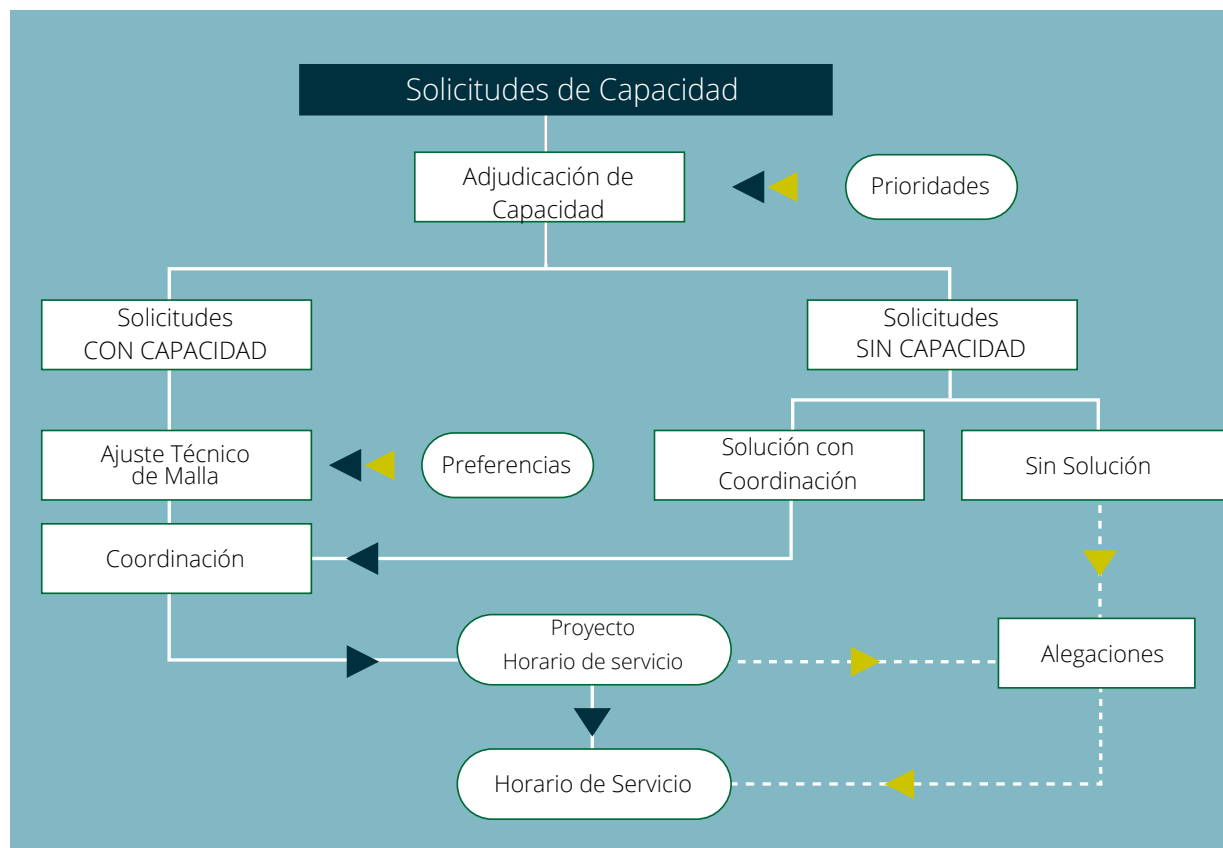 Solicitudes de Capacidad
Adjudicación de
Capacidad
Prioridades
Solicitudes
CON CAPACIDAD
Solicitudes
SIN CAPACIDAD
Ajuste Técnico
de Malla
Preferencias
Solución con
Coordinación
Sin Solución
Coordinación
Proyecto
Horario de servicio
Alegaciones
Horario de Servicio